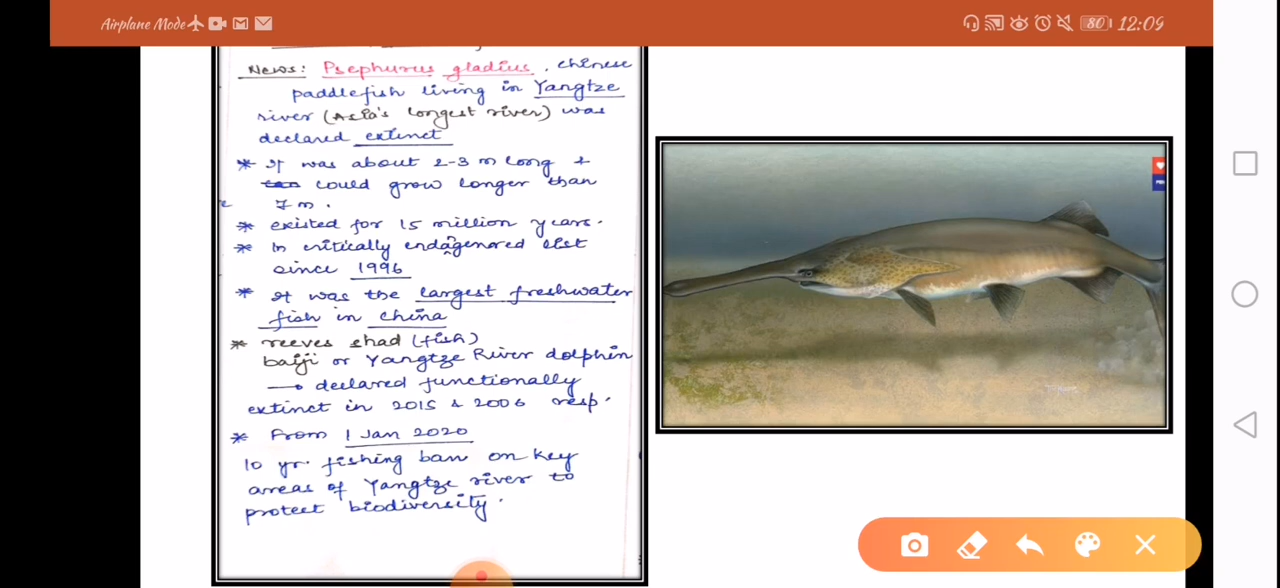 Airplane Mode 80 12:09
News: Psephurus gladius, chinese
paddlefish living in Yangtze
river (Asia's longest river) was
declared extinct
* It was about 2-3 m long +
could grow longer than
7 m.
* existed for 15 million years.
* In critically endagenored list
since 1996
* It was the largest freshwater
fish in china
* reeves shad (fish)
baiji or Yangtze River dolphin
→ declared functionally
extinct in 2015 & 2006 resp.
* From 1 Jan 2020
10 yr. fishing ban on key
areas of Yangtze river to
protect biodiversity.